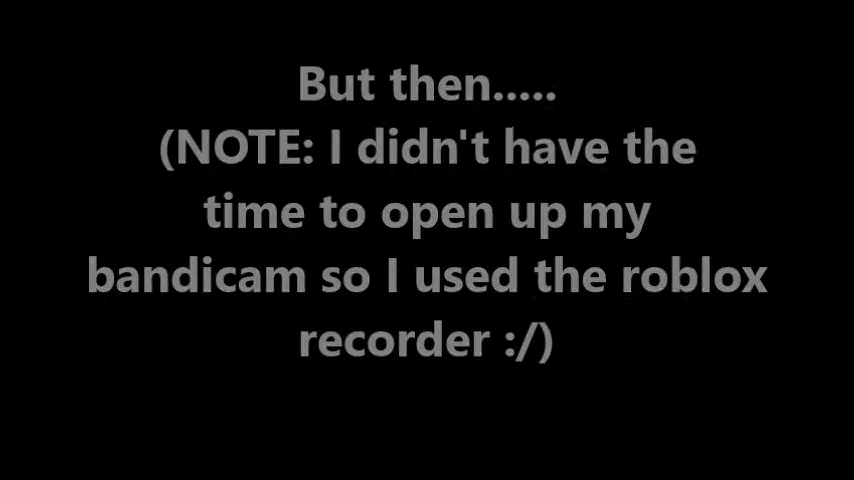 But then.....
(NOTE: I didn't have the
time to open up my
bandicam so I used the roblox
recorder :/)